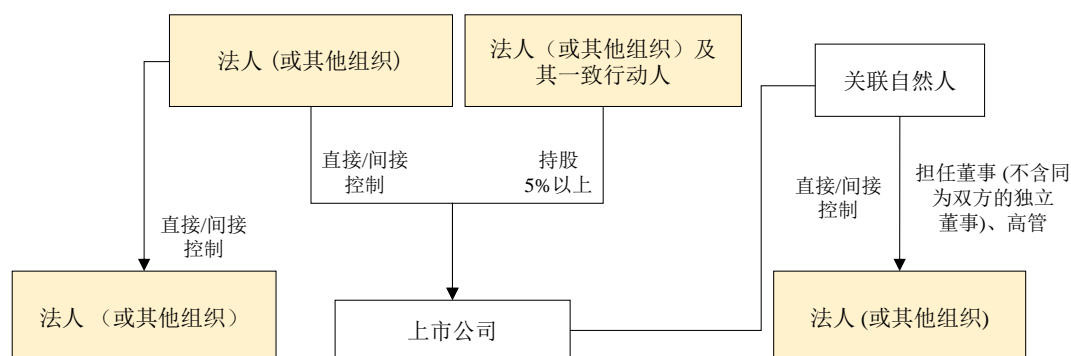 法人 (或其他组织)
法人（或其他组织）及
其一致行动人
关联自然人
直接/间接
控制
持股
5%以上
直接/间接
控制
担任董事 (不含同
为双方的独立
董事)、高管
直接/间接
控制
法人 （或其他组织）
上市公司
法人 (或其他组织)